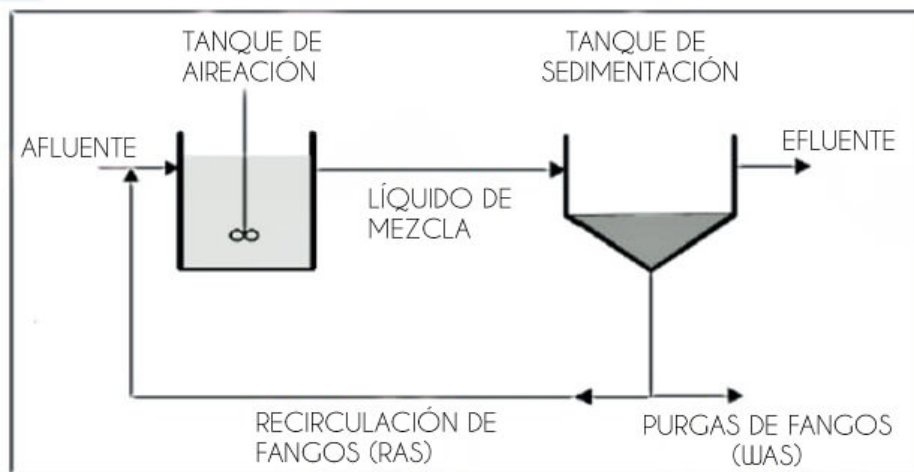 TANQUE DE
AIREACIÓN
TANQUE DE
SEDIMENTACIÓN
AFLUENTE
EFLUENTE
LÍQUIDO DE
MEZCLA
RECIRCULACIÓN DE
FANGOS (RAS)
PURGAS DE FANGOS
(WAS)